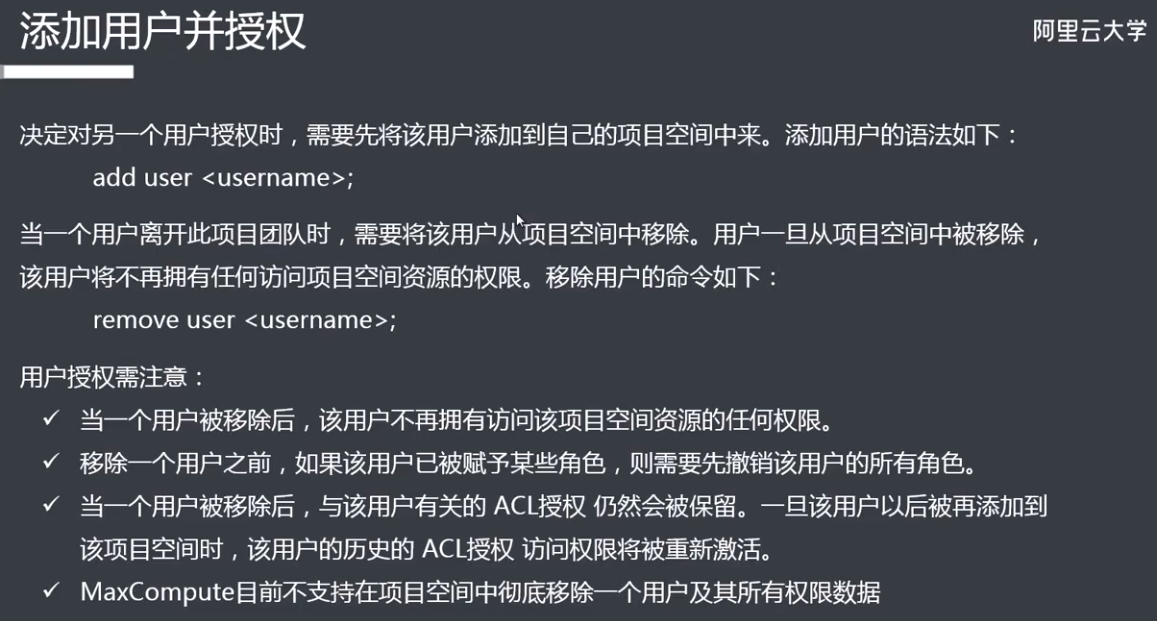 添加用户并授权
阿里云大学
决定对另一个用户授权时，需要先将该用户添加到自己的项目空间中来。添加用户的语法如下：
add user <username>;
当一个用户离开此项目团队时，需要将该用户从项目空间中移除。用户一旦从项目空间中被移除，
该用户将不再拥有任何访问项目空间资源的权限。移除用户的命令如下：
remove user <username>;
用户授权需注意：
✓ 当一个用户被移除后，该用户不再拥有访问该项目空间资源的任何权限。
✓ 移除一个用户之前，如果该用户已被赋予某些角色，则需要先撤销该用户的所有角色。
✓ 当一个用户被移除后，与该用户有关的 ACL授权 仍然会被保留。一旦该用户以后被再添加到
该项目空间时，该用户的历史的 ACL授权 访问权限将被重新激活。
✓ MaxCompute目前不支持在项目空间中彻底移除一个用户及其所有权限数据